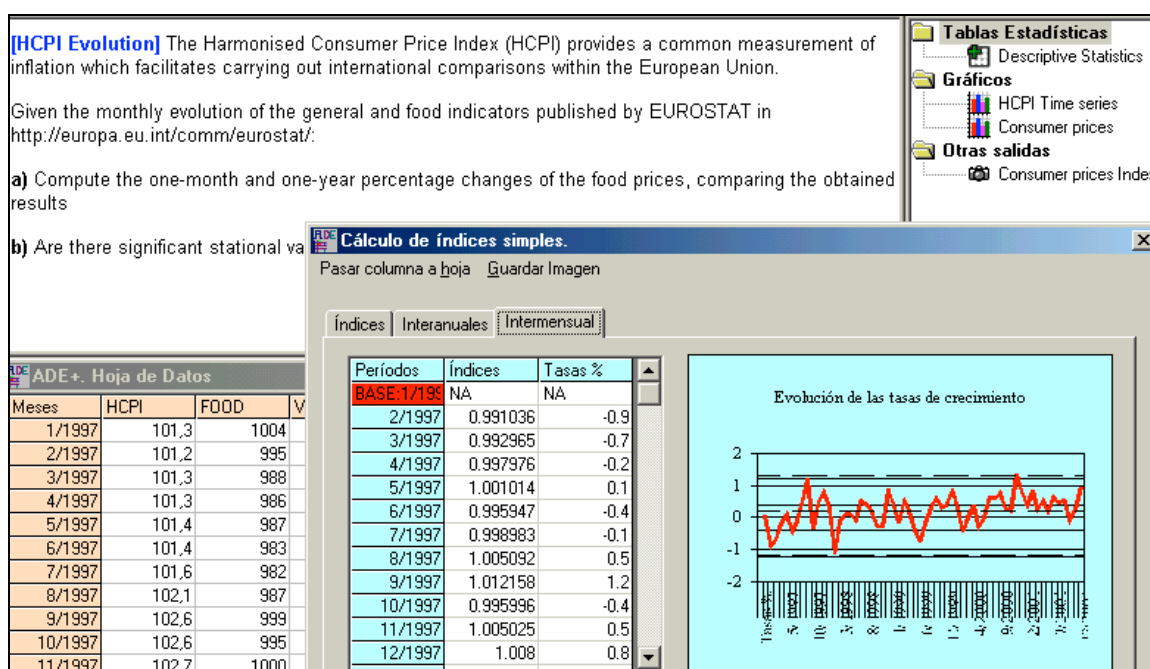 [HCPI Evolution] The Harmonised Consumer Price Index (HCPI) provides a common measurement of
inflation which facilitates carrying out international comparisons within the European Union.
Given the monthly evolution of the general and food indicators published by EUROSTAT in
http://europa.eu.int/comm/eurostat/:
a) Compute the one-month and one-year percentage changes of the food prices, comparing the obtained
results
b) Are there significant stational va
Tablas Estadísticas
Descriptive Statistics
Gráficos
HCPI Time series
Consumer prices
Otras salidas
Consumer prices Inde
Cálculo de índices simples.
Pasar columna a hoja Guardar Imagen
Índices Interanuales Intermensual
Períodos Índices Tasas %
BASE:1/199 NA NA
2/1997 0.991036 -0.9
3/1997 0.992965 -0.7
4/1997 0.997976 -0.2
5/1997 1.001014 0.1
6/1997 0.995947 -0.4
7/1997 0.998983 -0.1
8/1997 1.005092 0.5
9/1997 1.012158 1.2
10/1997 0.995996 -0.4
11/1997 1.005025 0.5
12/1997 1.008 0.8
Evolución de las tasas de crecimiento
2
1
0
-1
-2
ADE+. Hoja de Datos
Meses HCPI FOOD V
1/1997 101,3 1004
2/1997 101,2 995
3/1997 101,3 988
4/1997 101,3 986
5/1997 101,4 987
6/1997 101,4 983
7/1997 101,6 982
8/1997 102,1 987
9/1997 102,6 999
10/1997 102,6 995
11/1997 102,7 1000